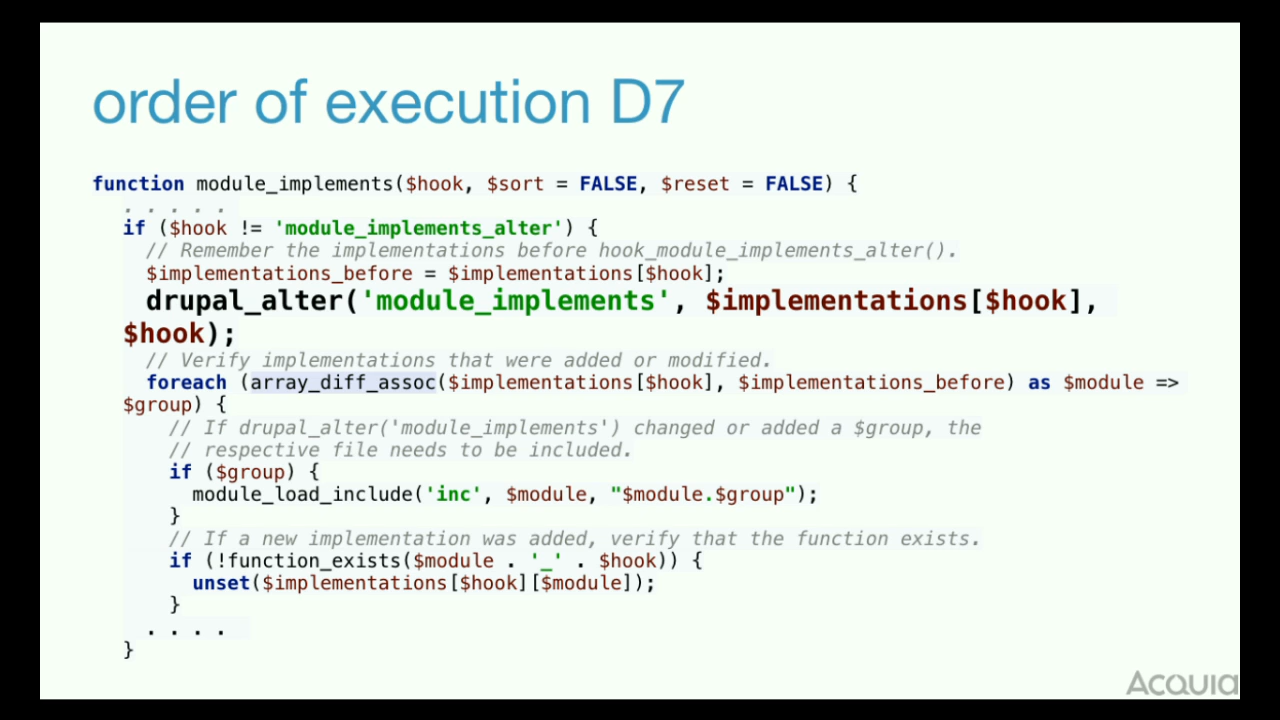 order of execution D7
function module_implements($hook, $sort = FALSE, $reset = FALSE) {
. . . . .
if ($hook != 'module_implements_alter') {
// Remember the implementations before hook_module_implements_alter().
$implementations_before = $implementations[$hook];
drupal_alter('module_implements', $implementations[$hook],
$hook);
// Verify implementations that were added or modified.
foreach (array_diff_assoc($implementations[$hook], $implementations_before) as $module =>
$group) {
// If drupal_alter('module_implements') changed or added a $group, the
// respective file needs to be included.
if ($group) {
module_load_include('inc', $module, "$module.$group");
}
// If a new implementation was added, verify that the function exists.
if (!function_exists($module . '_' . $hook)) {
unset($implementations[$hook][$module]);
}
. . . .
}
Acquia